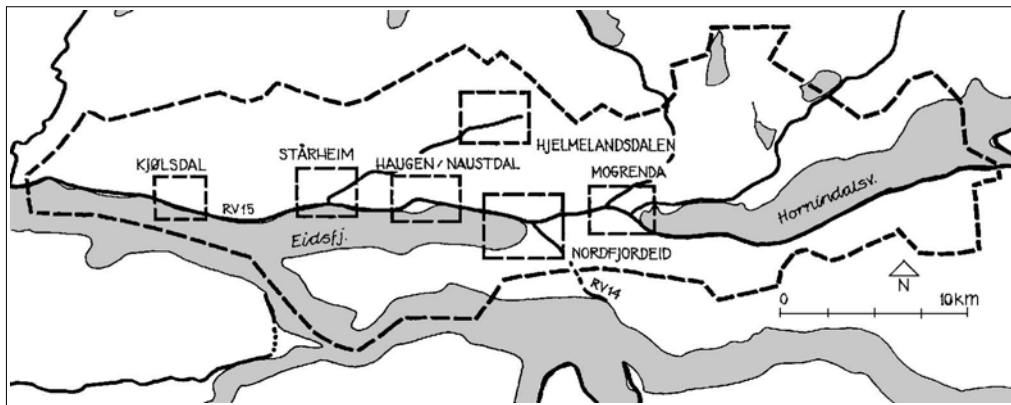 HJELMELANDSDALEN
STÅRHEIM
HAUGEN/NAUSTDAL
KJØLSDAL
MOGRENDA
RV15
Hornindalsv.
Eidsfj.
NORDFJORDEID
RV14
N
0 10km